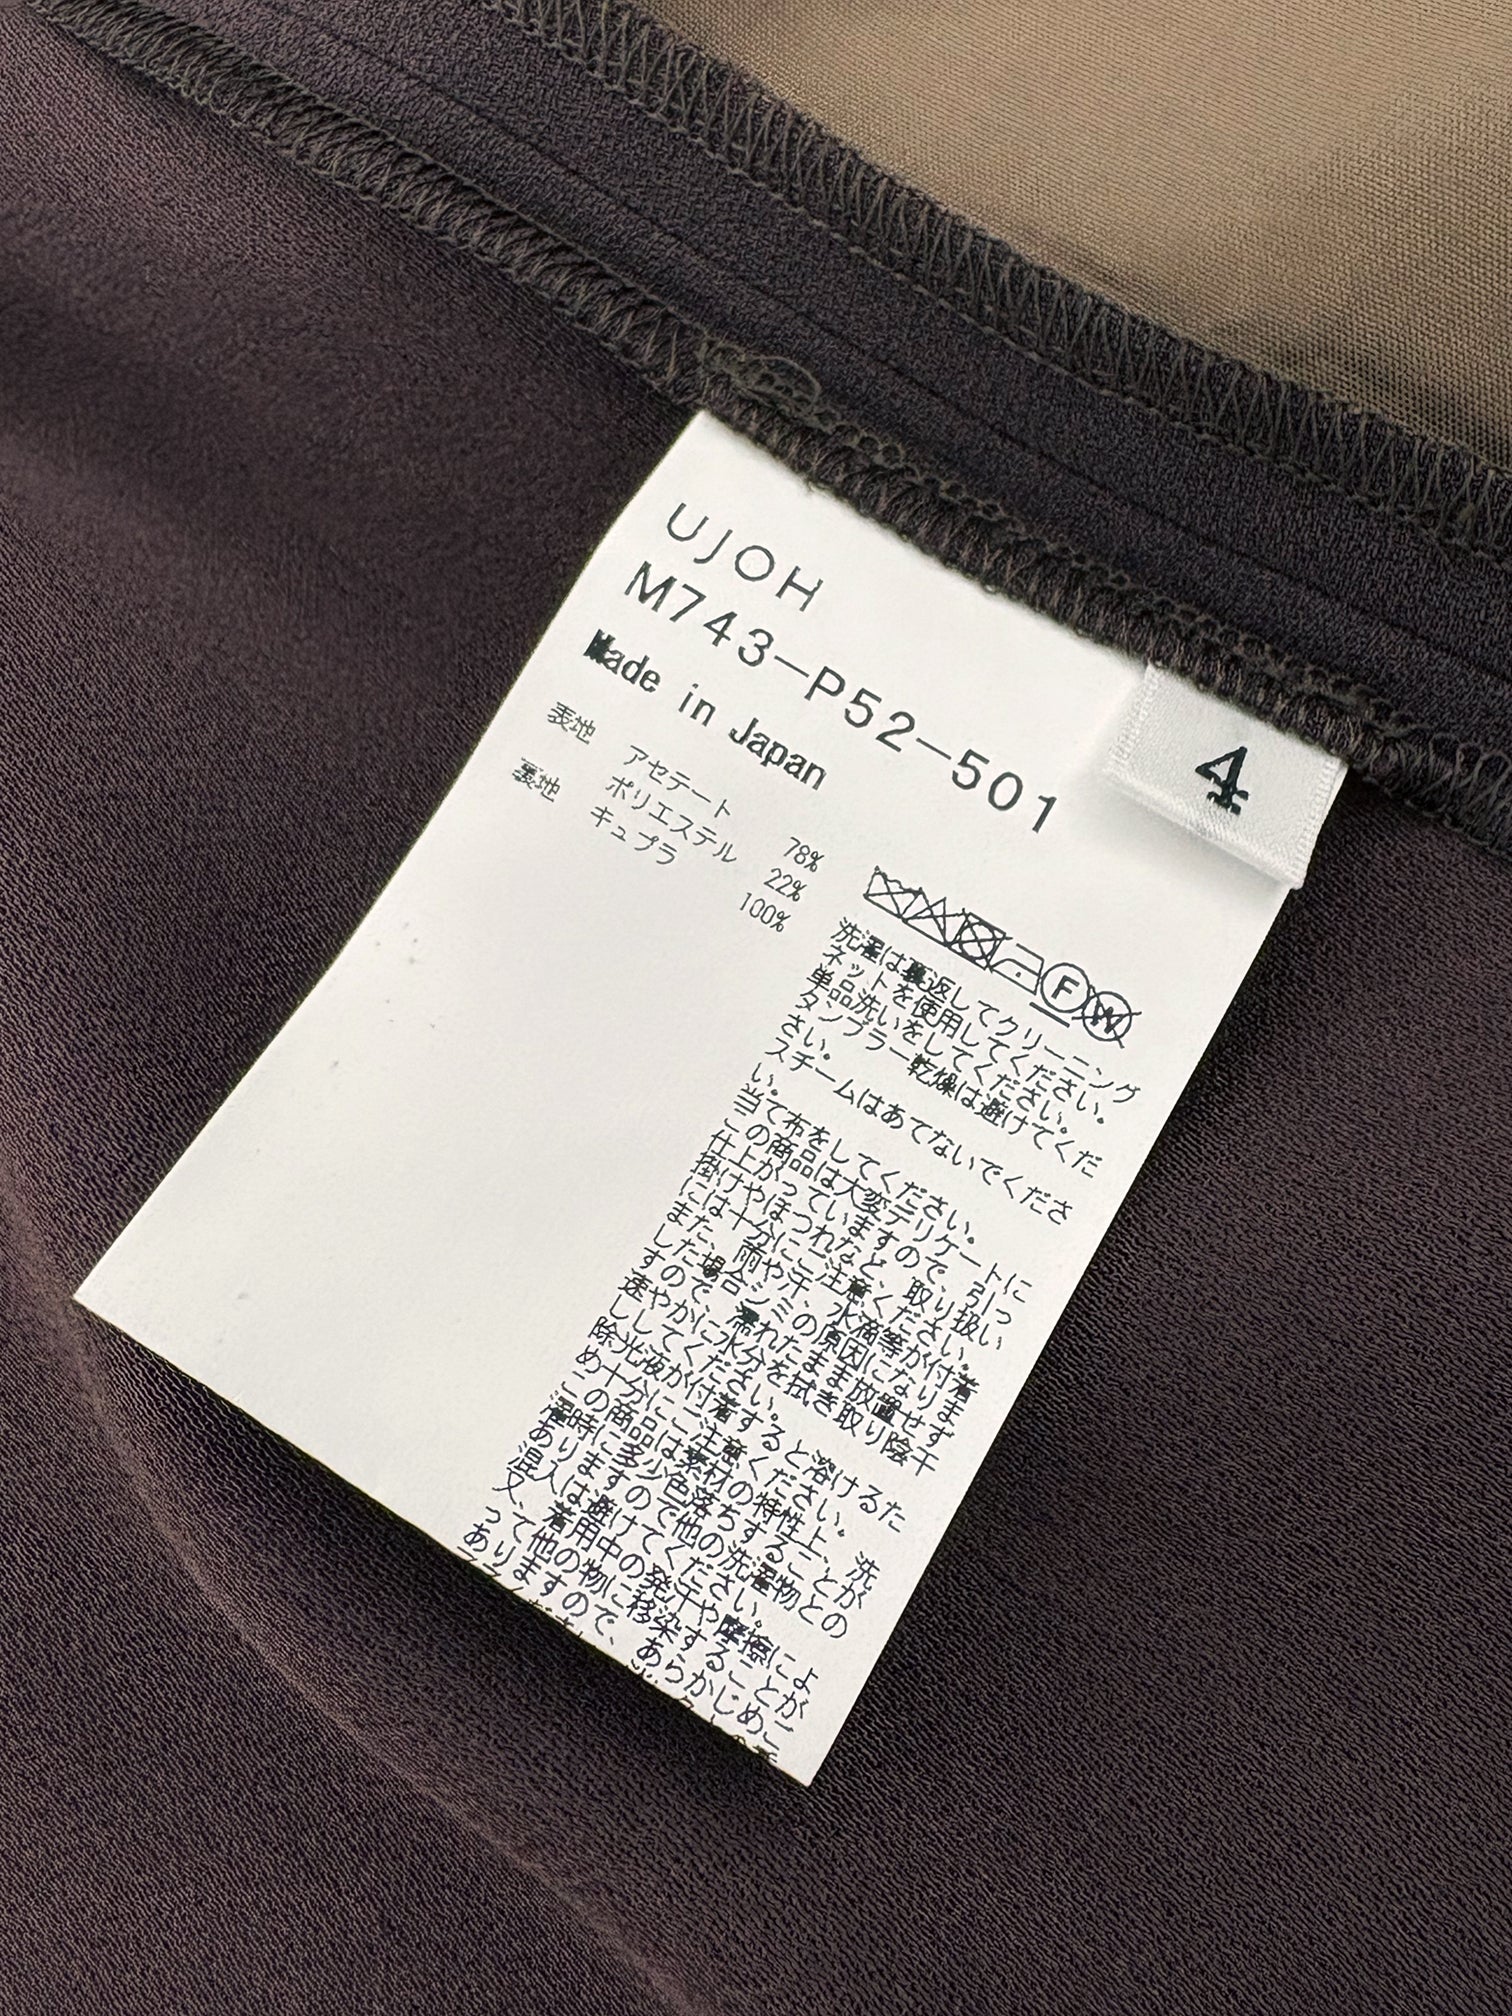 UJOH
M743-P52-501
Made in Japan
4
表地 アセテート 78%
ポリエステル 22%
裏地 キュプラ 100%
F
W
洗濯は裏返してクリーニング
ネットを使用してください。
単品洗いをしてください。
タンブラー乾燥は避けてくだ
さい。
スチームはあてないでくださ
い。
当て布をしてください。
この商品は大変デリケートに
仕上がっていますので、引っ
掛けやほつれなど、取り扱い
には十分にご注意ください。
また、雨や汗、水滴等が付着
した場合シミの原因になりま
すので、濡れたまま放置せず
速やかに水分を拭き取り陰干
ししてください。
除光液が付着すると溶けるた
め十分にご注意ください。
この商品は素材の特性上、洗
濯時に多少色落ちすることが
ありますので他の洗濯物との
混入は避けてください。
又、着用中の発汗や摩擦によ
って他の物に移染することが
ありますので、あらかじめご